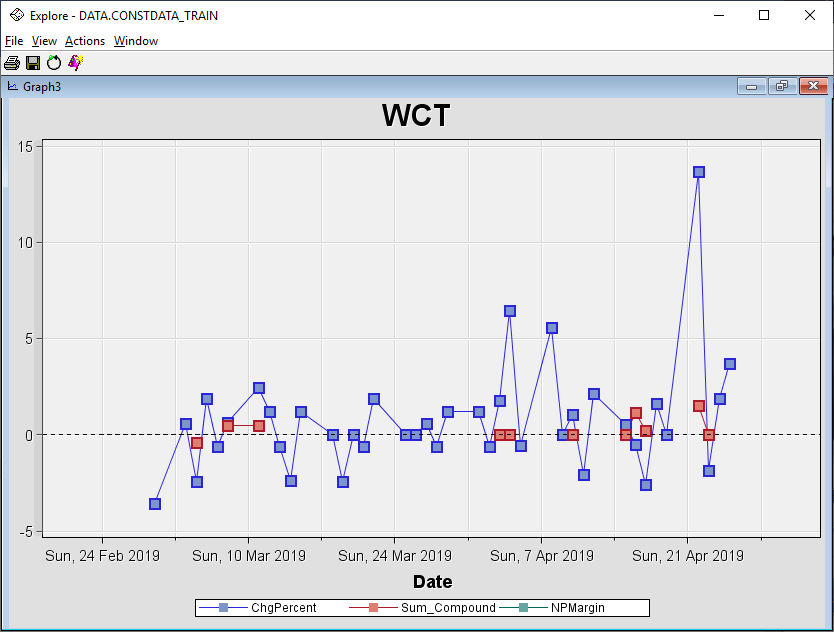 Explore - DATA.CONSTDATA_TRAIN
File View Actions Window
Graph3
WCT
15
10
5
0
-5
Sun, 24 Feb 2019 Sun, 10 Mar 2019 Sun, 24 Mar 2019 Sun, 7 Apr 2019 Sun, 21 Apr 2019
Date
ChgPercent Sum_Compound NPMargin